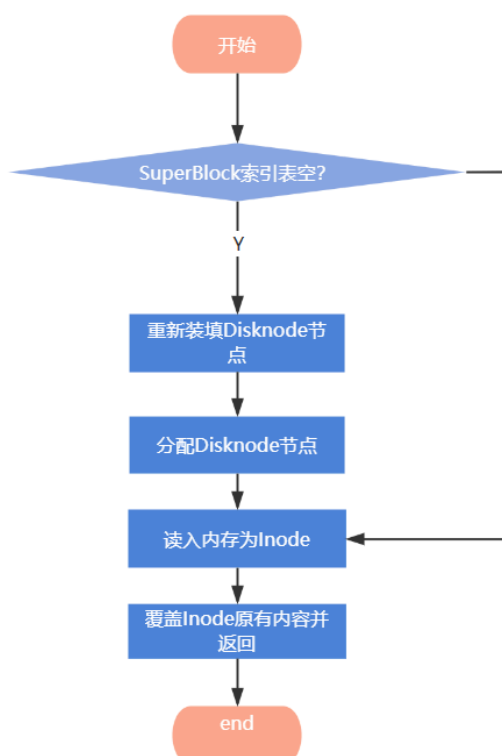 开始
SuperBlock索引表空?
Y
重新装填Disknode节
点
分配Disknode节点
读入内存为Inode
覆盖Inode原有内容并
返回
end